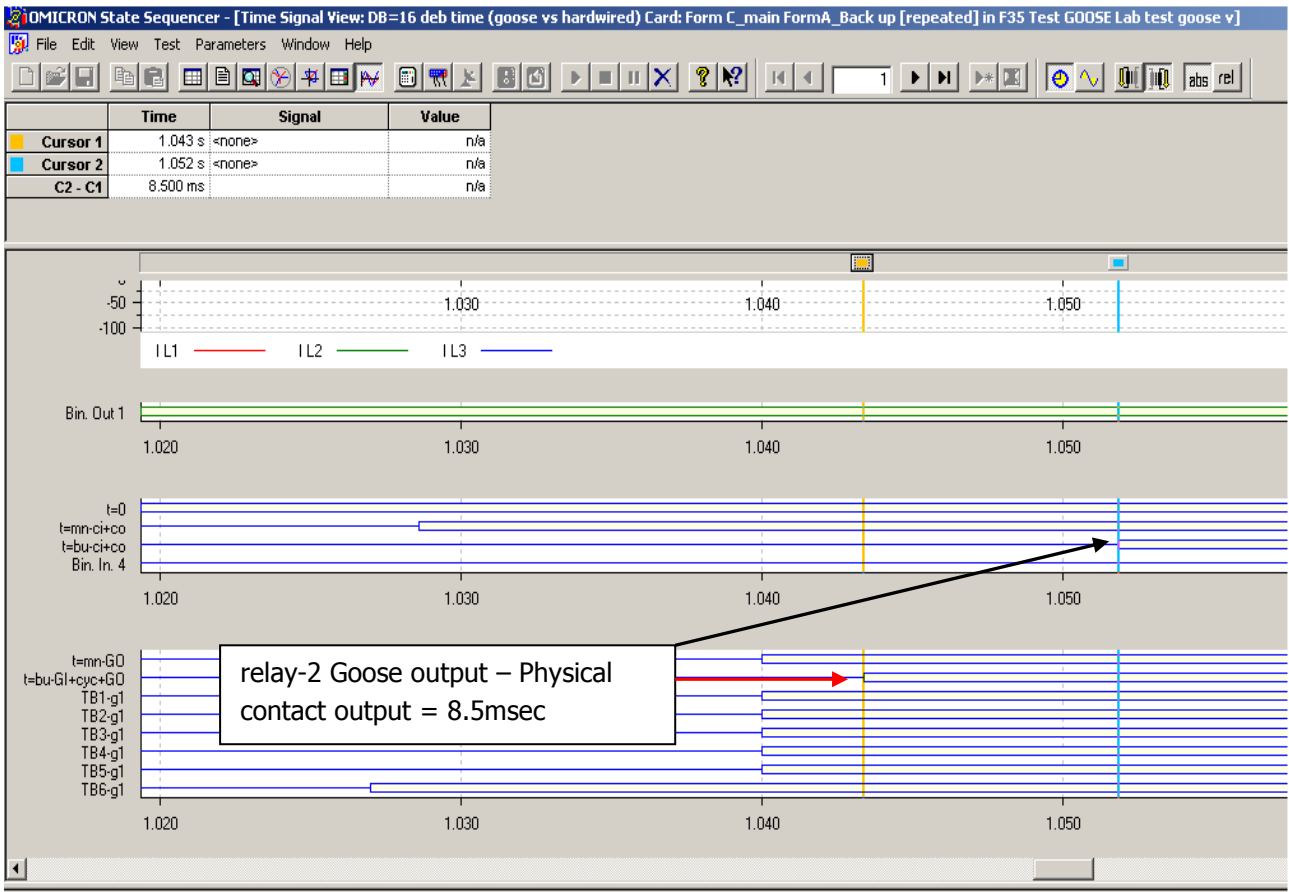 OMICRON State Sequencer - [Time Signal View: DB=16 deb time (goose vs hardwired) Card: Form C_main FormA_Back up [repeated] in F35 Test GOOSE Lab test goose v]
File Edit View Test Parameters Window Help
1
abs rel
Time Signal Value
Cursor 1 1.043 s <none> n/a
Cursor 2 1.052 s <none> n/a
C2 - C1 8.500 ms n/a
-50
1.030 1.040 1.050
-100
I L1 I L2 I L3
Bin. Out 1
1.020 1.030 1.040 1.050
t=0
t=mn-ci+co
t=bu-ci+co
Bin. In. 4
1.020 1.030 1.040 1.050
t=mn-GO
t=bu-GI+cyc+GO
TB1-g1
TB2-g1
TB3-g1
TB4-g1
TB5-g1
TB6-g1
relay-2 Goose output – Physical
contact output = 8.5msec
1.020 1.030 1.040 1.050